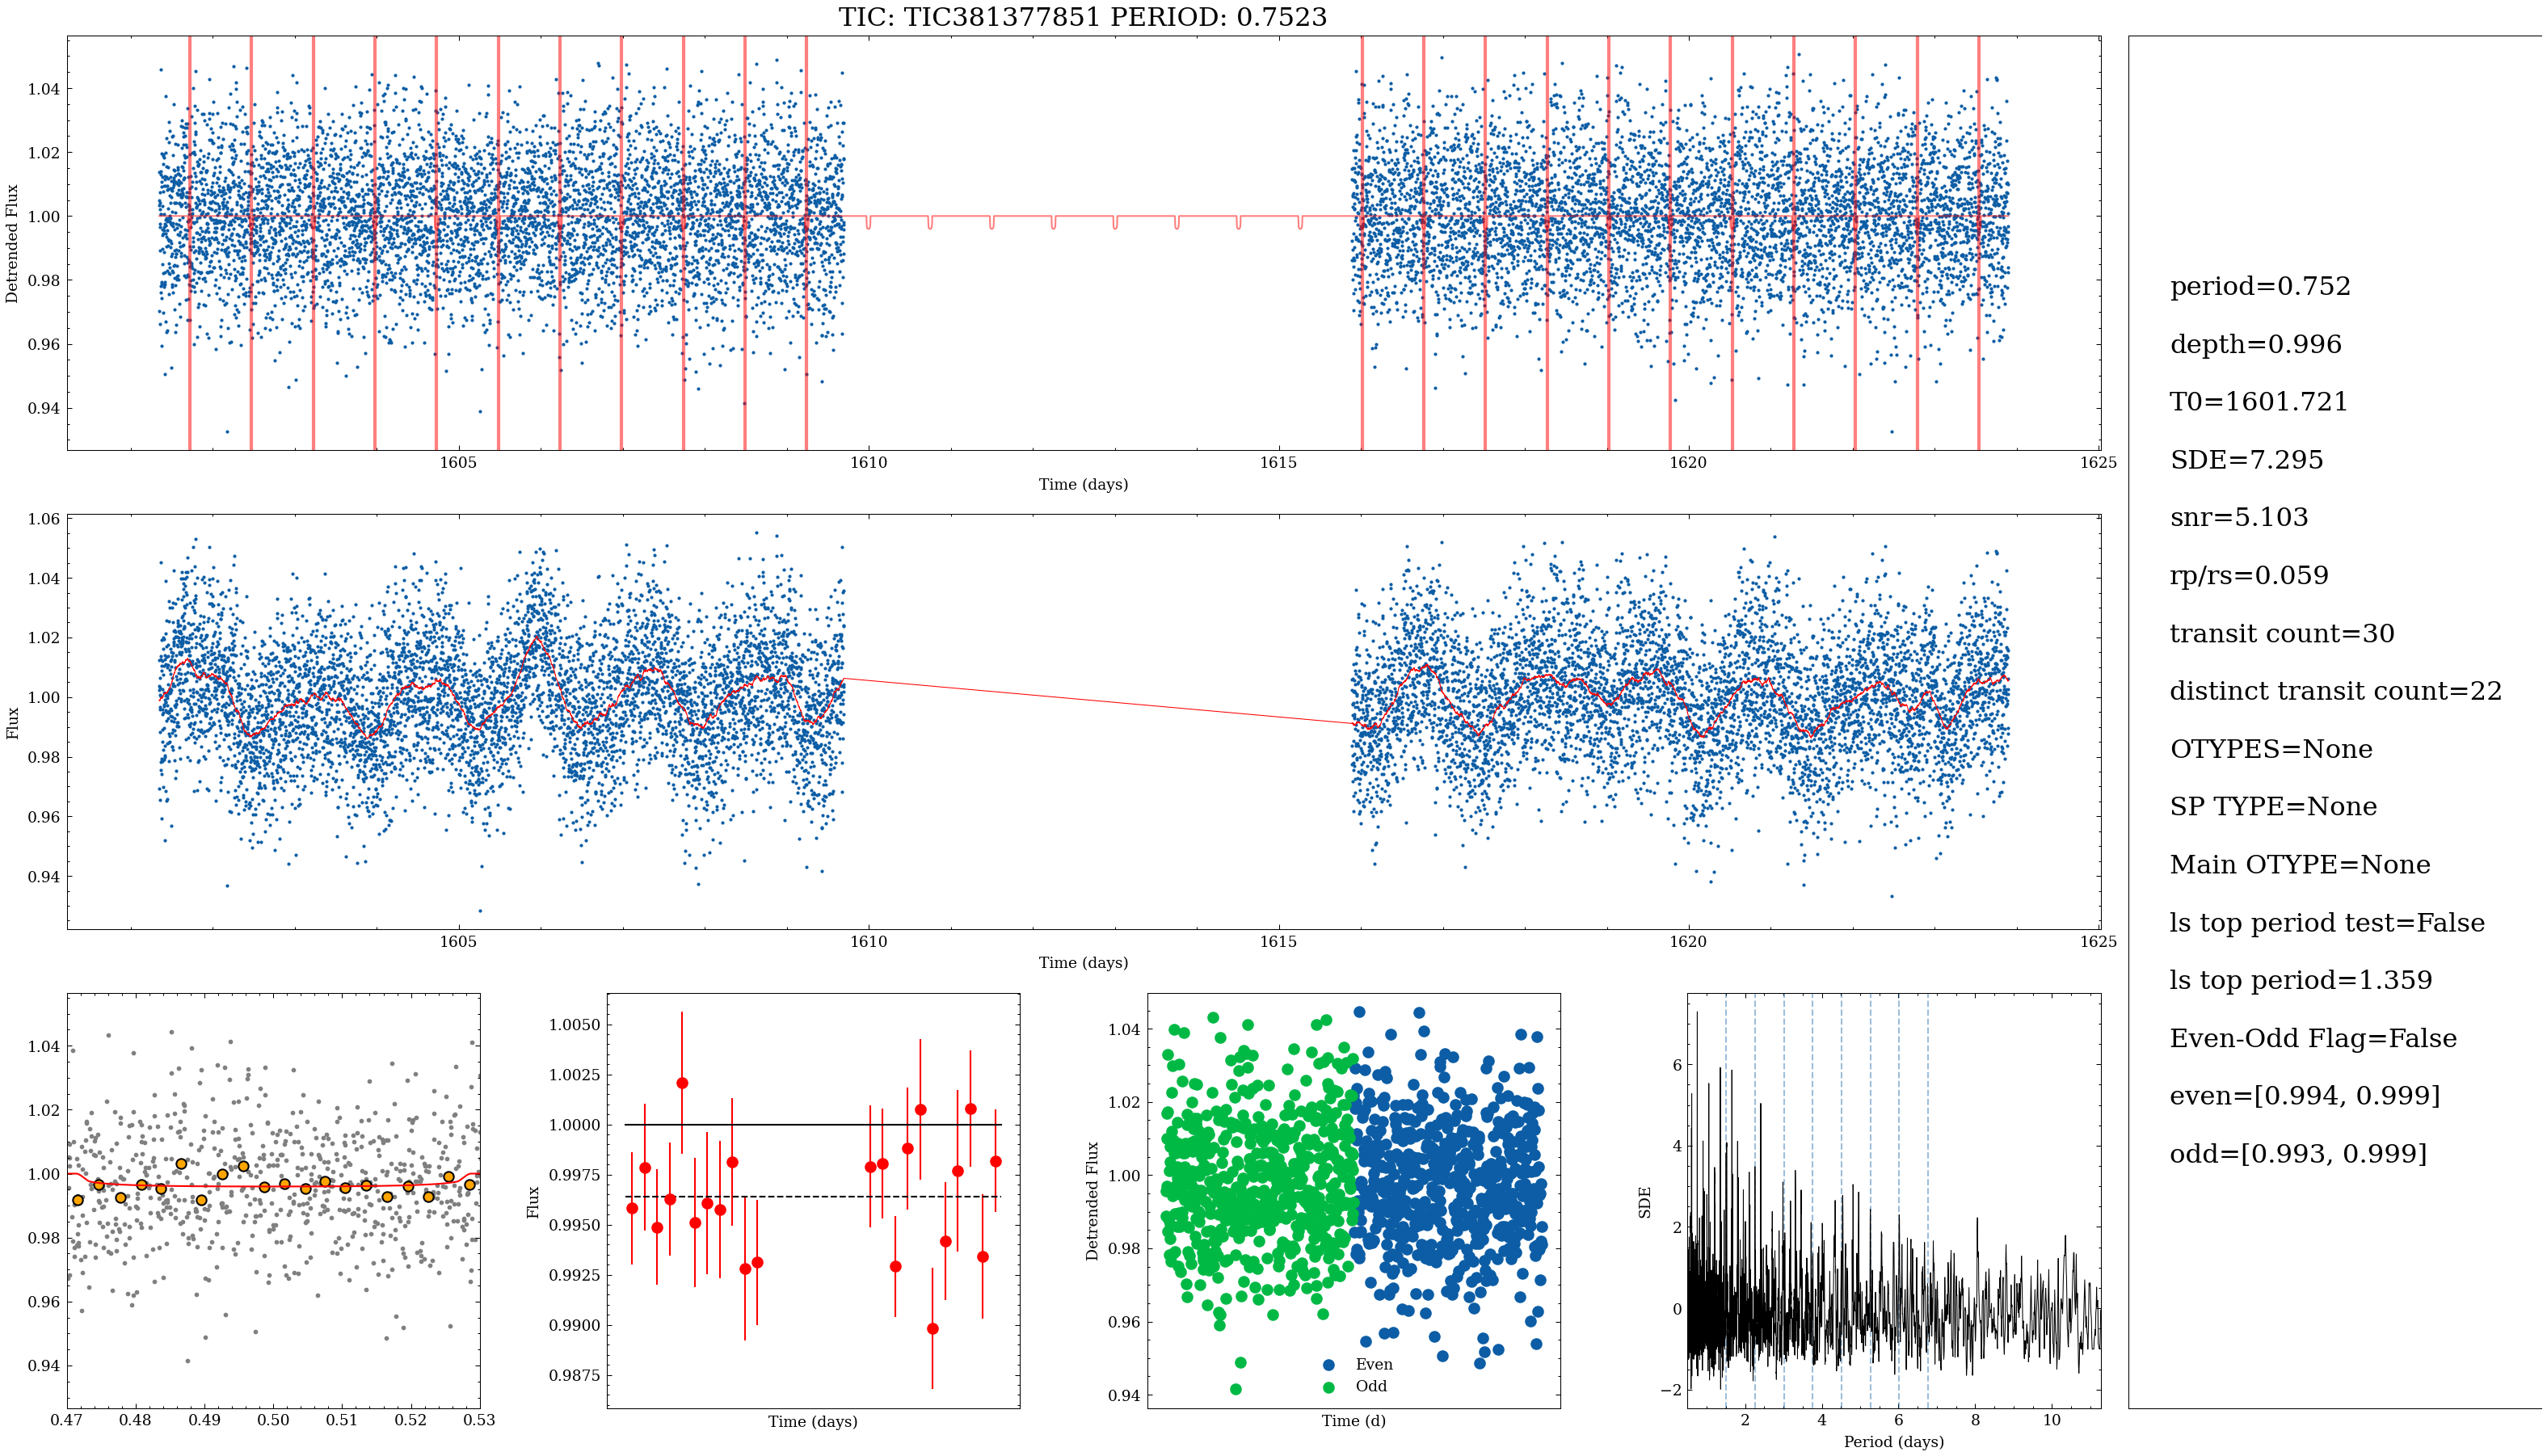 TIC: TIC381377851 PERIOD: 0.7523
1.04
1.02
1.00
0.98
0.96
0.94
Detrended Flux
1605
1610
1615
1620
1625
Time (days)
1.06
1.04
1.02
1.00
0.98
0.96
0.94
Flux
1605
1610
1615
1620
1625
Time (days)
1.04
1.02
1.00
0.98
0.96
0.94
0.47
0.48
0.49
0.50
0.51
0.52
0.53
1.0050
1.0025
1.0000
0.9975
0.9950
0.9925
0.9900
0.9875
Flux
Time (days)
1.04
1.02
1.00
0.98
0.96
0.94
Detrended Flux
Even
Odd
Time (d)
6
4
2
0
−2
SDE
2
4
6
8
10
Period (days)
period=0.752
depth=0.996
T0=1601.721
SDE=7.295
snr=5.103
rp/rs=0.059
transit count=30
distinct transit count=22
OTYPES=None
SP TYPE=None
Main OTYPE=None
ls top period test=False
ls top period=1.359
Even-Odd Flag=False
even=[0.994, 0.999]
odd=[0.993, 0.999]